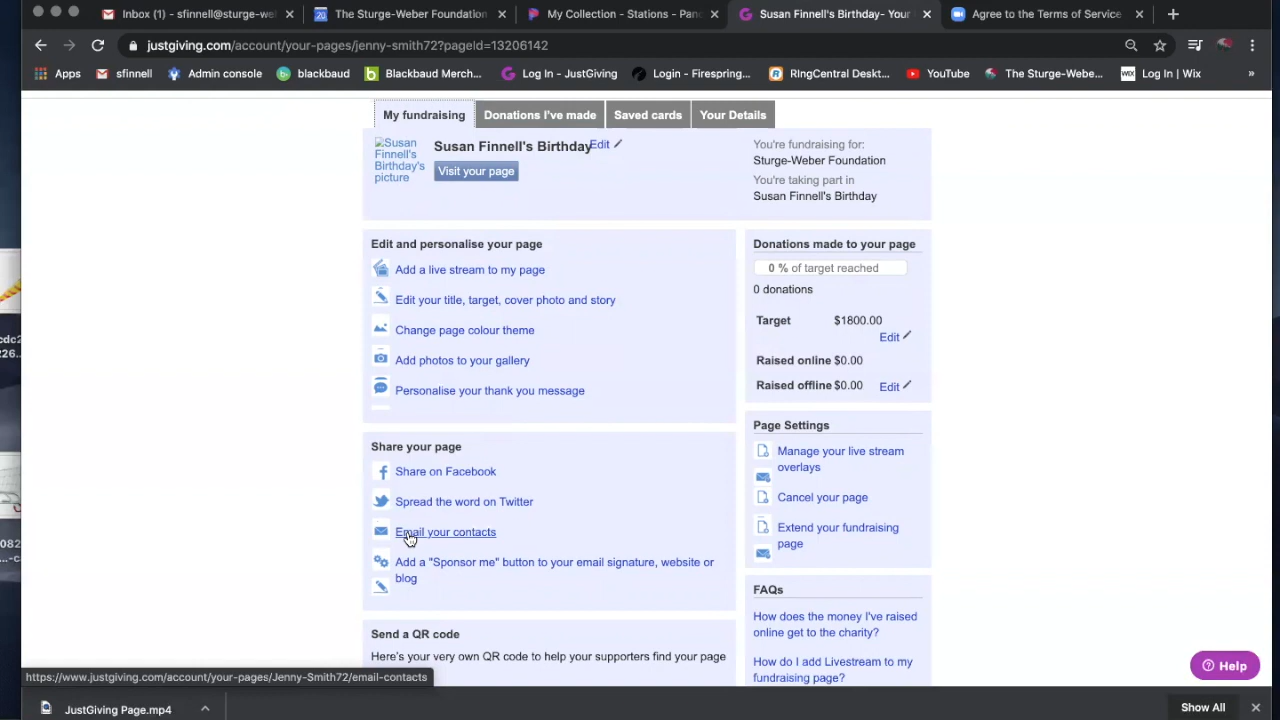 Inbox (1) - sfinnell@sturge-we
The Sturge-Weber Foundation
My Collection - Stations - Pan
Susan Finnell's Birthday- Your
Agree to the Terms of Service
justgiving.com/account/your-pages/jenny-smith72?pageId=13206142
Apps
sfinnell
Admin console
blackbaud
Blackbaud Merch...
Log In - JustGiving
Login - Firespring...
RIngCentral Deskt...
YouTube
The Sturge-Webe...
WIX
Log In | Wix
»
My fundraising
Donations I've made
Saved cards
Your Details
Susan
Finnell's
Birthday's
picture
Susan Finnell's Birthday
Edit
Visit your page
You're fundraising for:
Sturge-Weber Foundation
You're taking part in
Susan Finnell's Birthday
Edit and personalise your page
Add a live stream to my page
Edit your title, target, cover photo and story
Change page colour theme
Add photos to your gallery
Personalise your thank you message
Donations made to your page
0 % of target reached
0 donations
Target $1800.00
Edit
Raised online $0.00
Raised offline $0.00 Edit
Share your page
Share on Facebook
Spread the word on Twitter
Email your contacts
Add a "Sponsor me" button to your email signature, website or
blog
Page Settings
Manage your live stream
overlays
Cancel your page
Extend your fundraising
page
FAQs
How does the money I've raised
online get to the charity?
How do I add Livestream to my
fundraising page?
Send a QR code
Here's your very own QR code to help your supporters find your page
Help
https://www.justgiving.com/account/your-pages/Jenny-Smith72/email-contacts
JustGiving Page.mp4
Show All